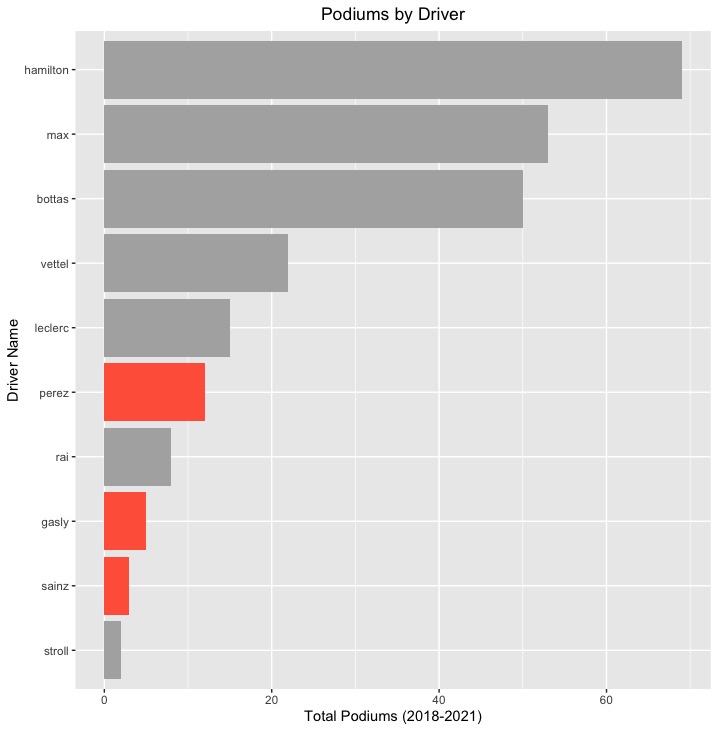 Podiums by Driver
hamilton
max
bottas
vettel
leclerc
perez
rai
gasly
sainz
stroll
Driver Name
0 20 40 60
Total Podiums (2018-2021)